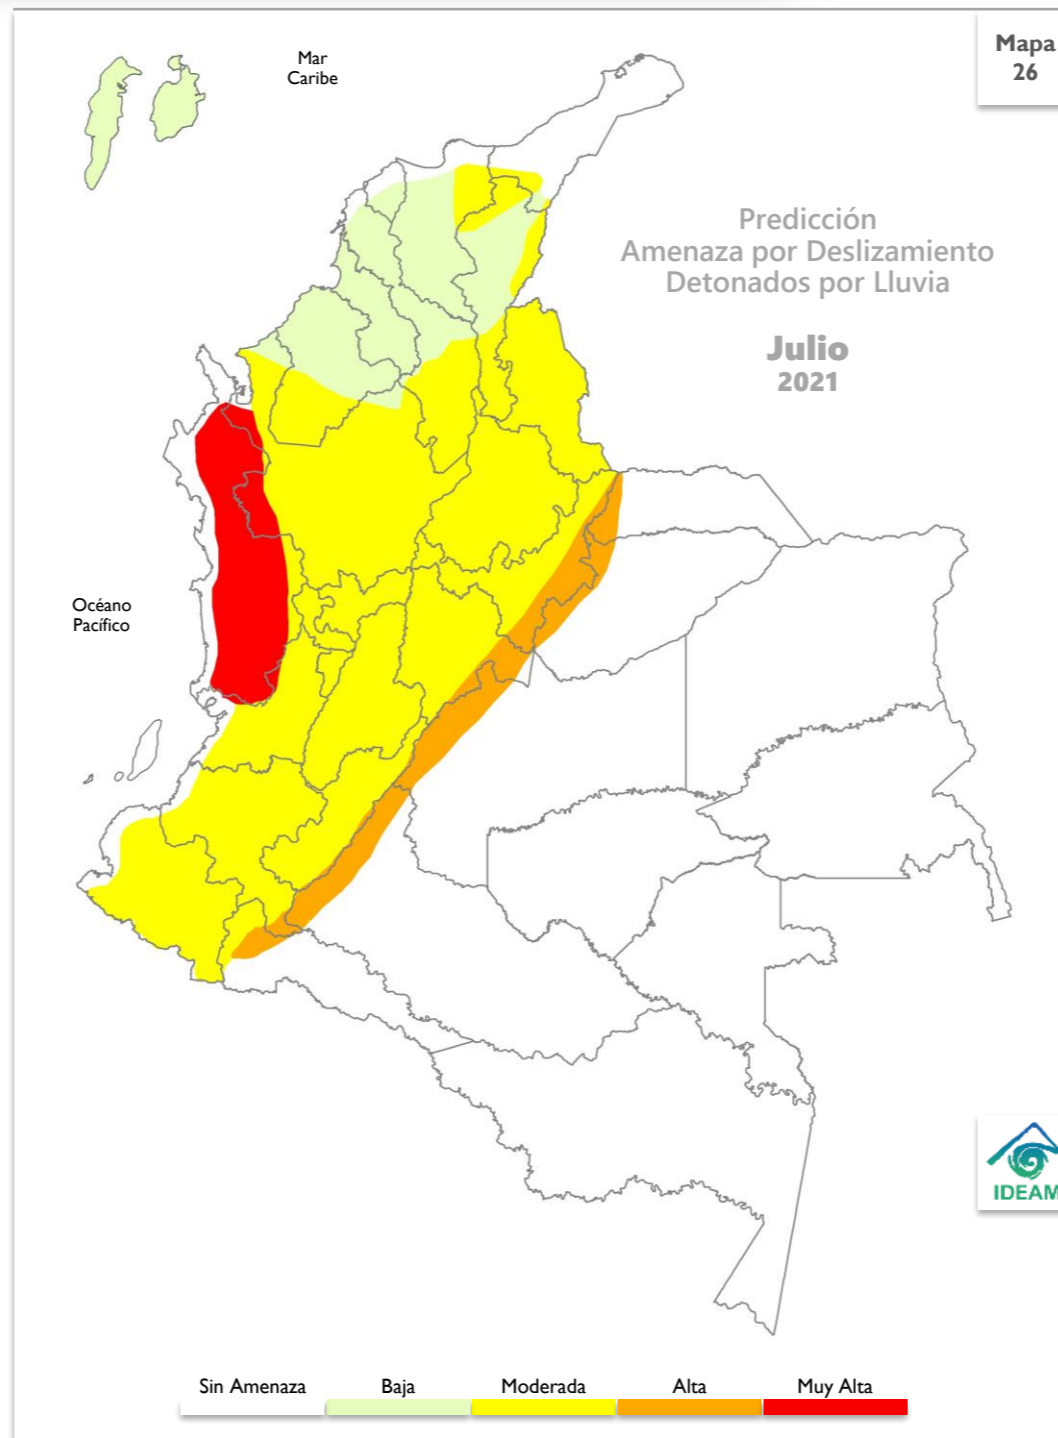 Mapa
26
Mar
Caribe
Predicción
Amenaza por Deslizamiento
Detonados por Lluvia
Julio
2021
Océano
Pacífico
IDEAM
Sin Amenaza Baja Moderada Alta Muy Alta